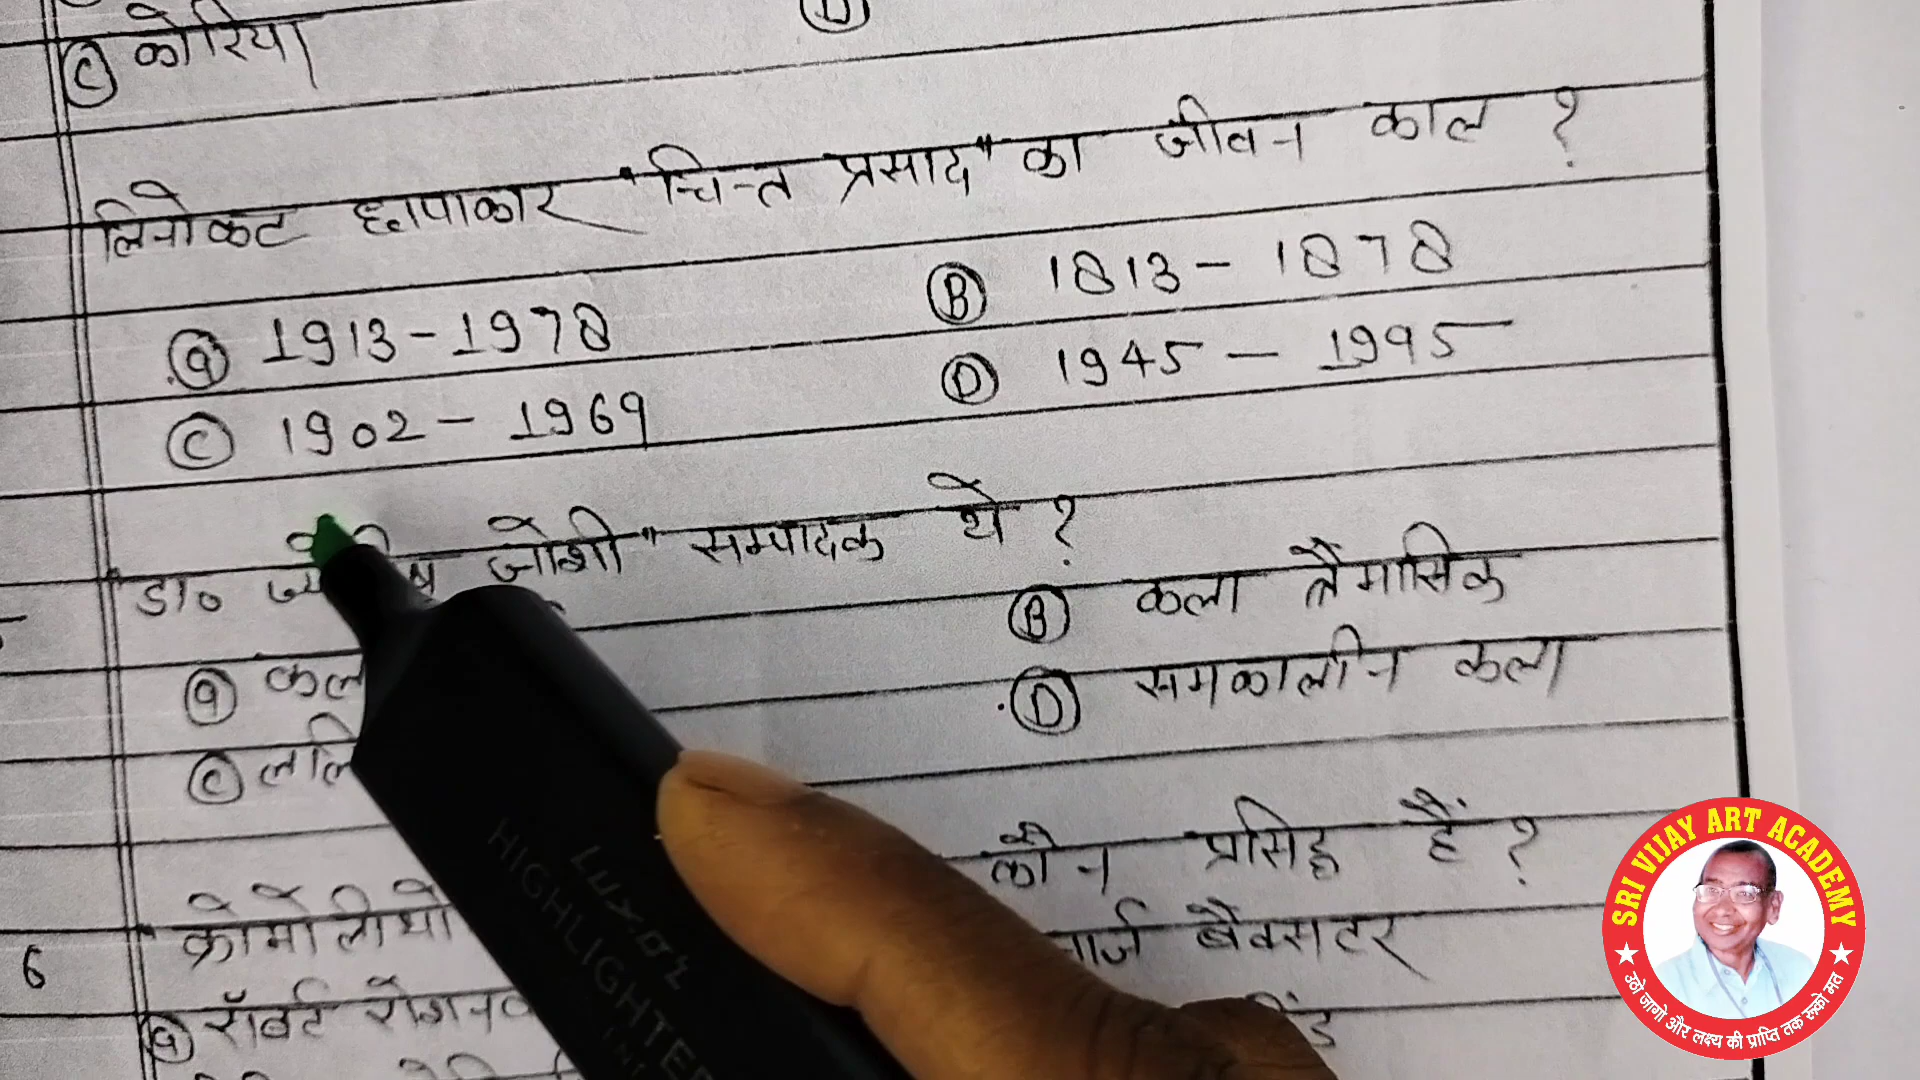 (C) कोरिया (D)
लिनोकट छापाकार "चित्त प्रसाद" का जीवन काल ?
(a) 1913-1978 (B) 1813 - 1878
(C) 1902 - 1969 (D) 1945 - 1995
डा० जोशी" सम्पादक थे ?
(a) (B) कला त्रैमासिक
(C) (D) समकालीन कला
कौन प्रसिद्ध हैं ?
6 (a) रॉबर्ट बैक्सटर
LUXOR
HIGHLIGHTER
SRI VIJAY ART ACADEMY
उठो जागो और लक्ष्य की प्राप्ति तक रुको मत